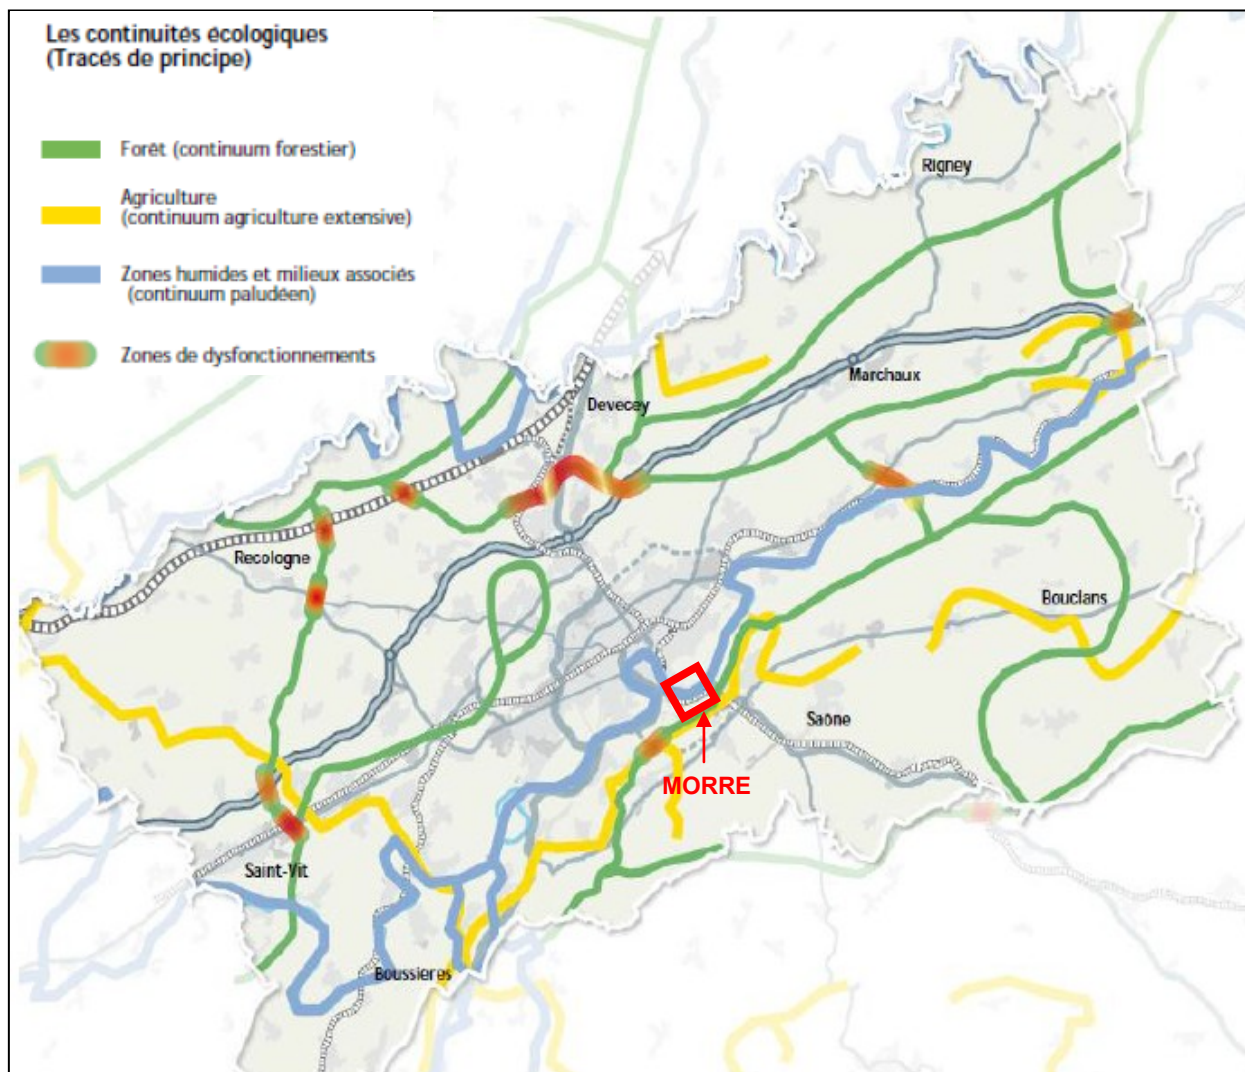 Les continuités écologiques
(Tracés de principe)
Forêt (continuum forestier)
Agriculture
(continuum agriculture extensive)
Zones humides et milieux associés
(continuum paludéen)
Zones de dysfonctionnements
Rigney
Marchaux
Devecey
Recologne
Bouclans
Saône
MORRE
Saint-Vit
Boussières